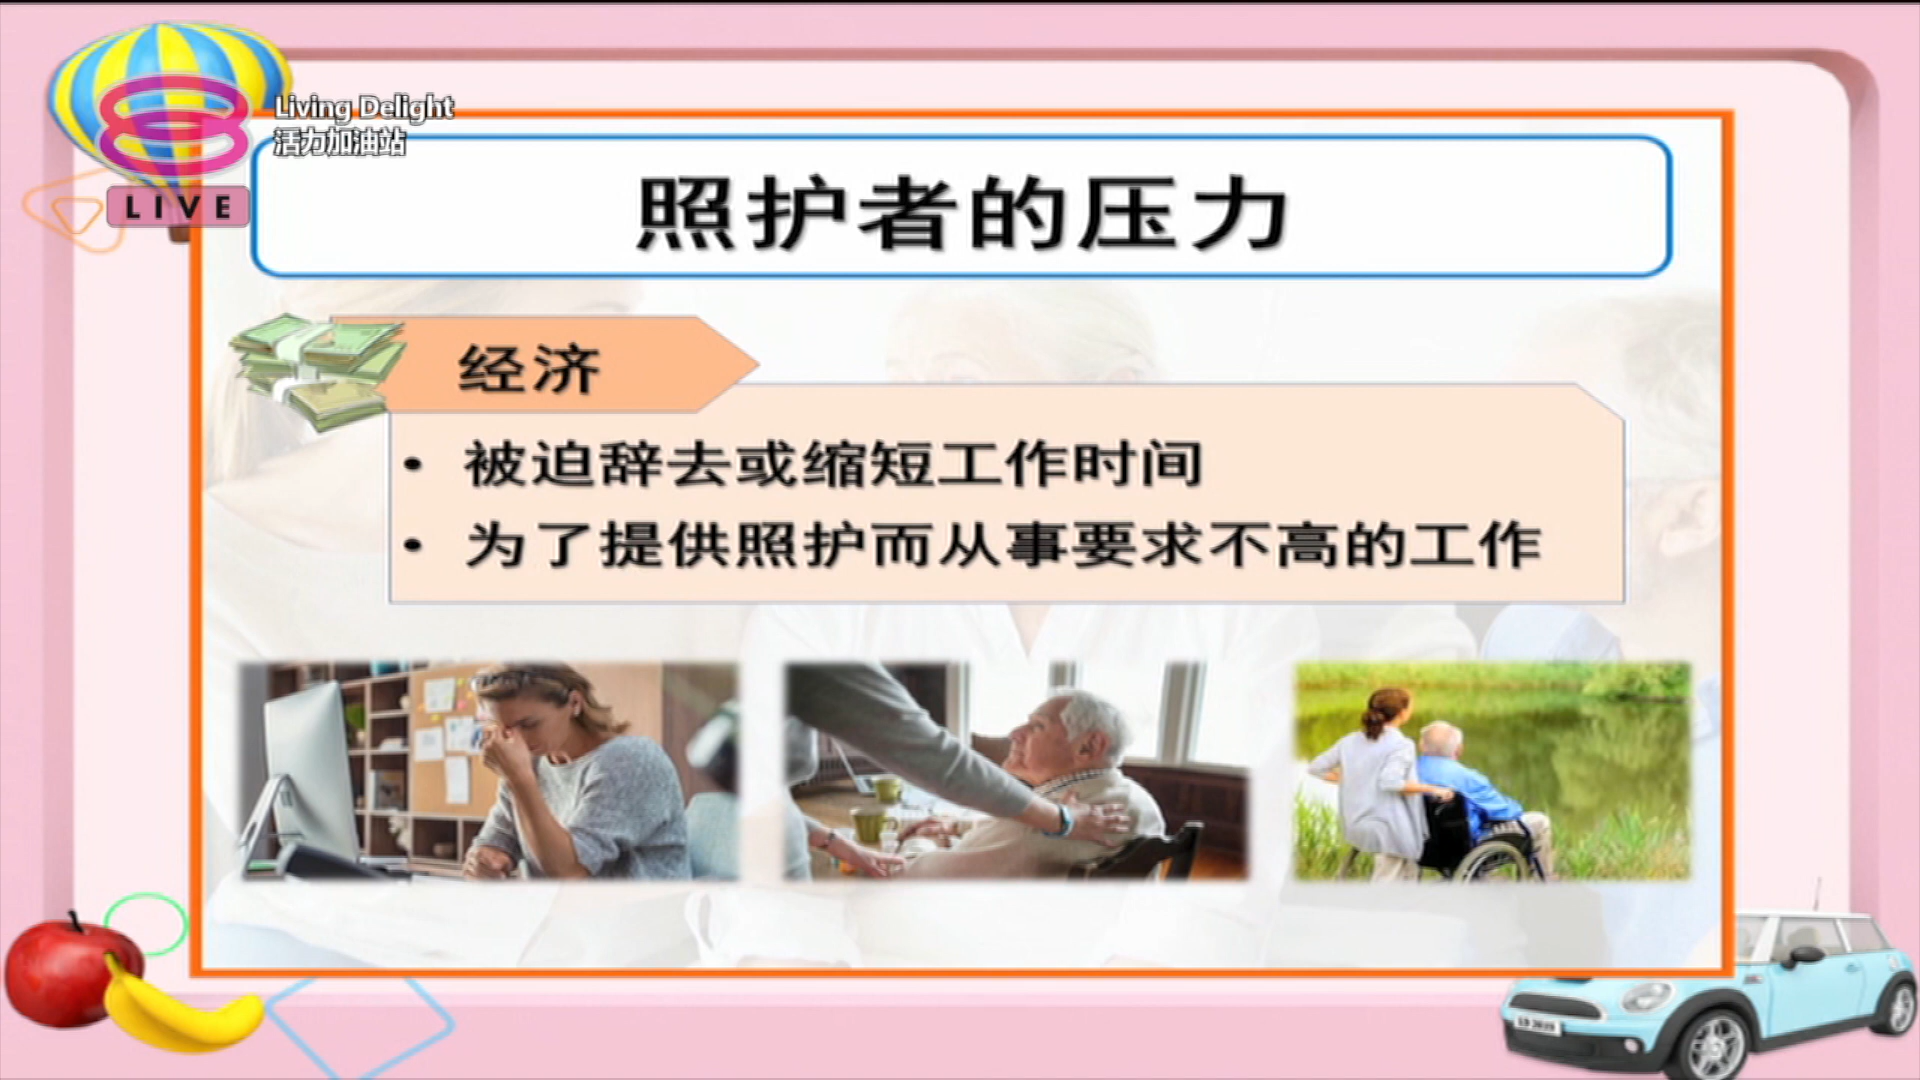 Living Delight
活力加油站
LIVE
照护者的压力
经济
• 被迫辞去或缩短工作时间
• 为了提供照护而从事要求不高的工作